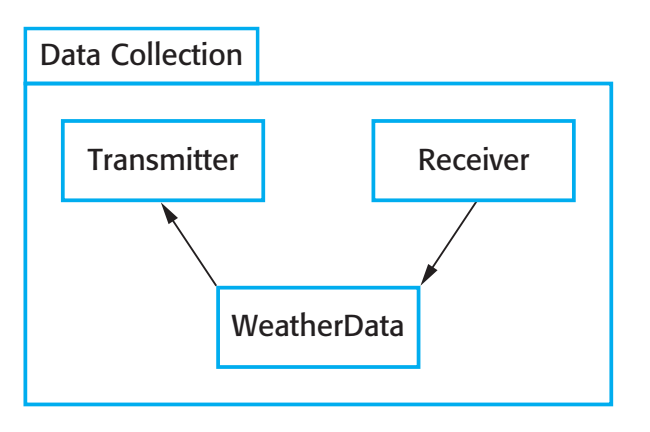 Data Collection
Transmitter
Receiver
WeatherData